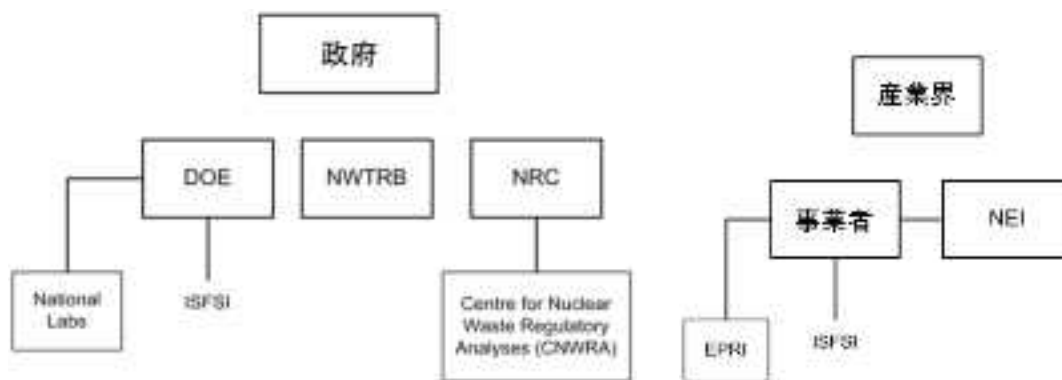 政府
産業界
DOE
NWTRB
NRC
事業者
NEI
National
Labs
ISFSI
Centre for Nuclear
Waste Regulatory
Analyses (CNWRA)
EPRI
ISFSI